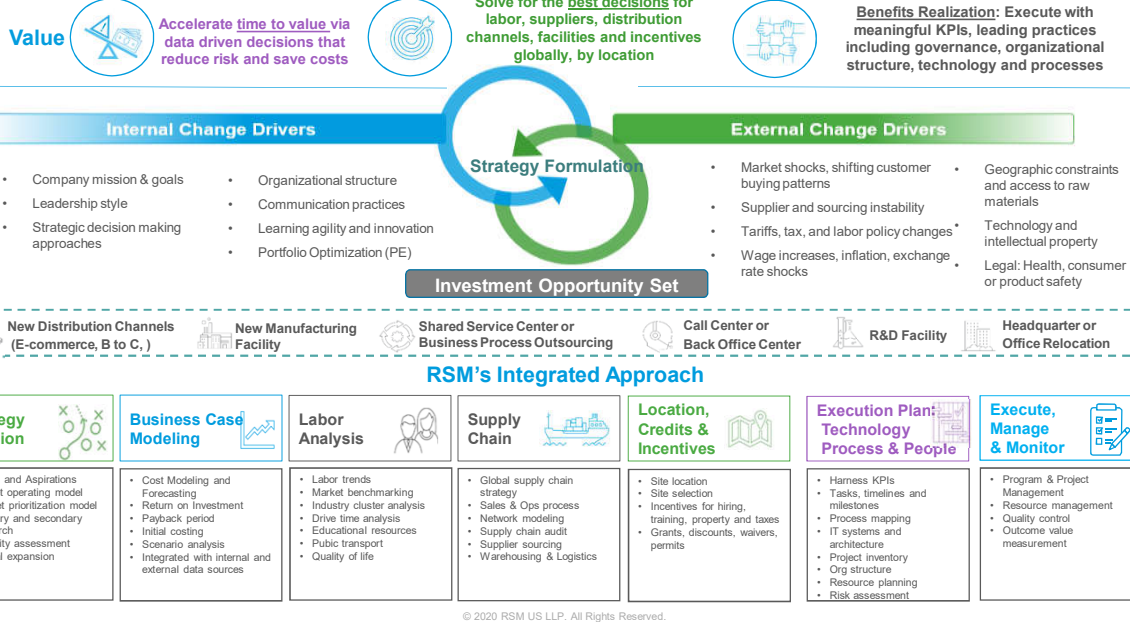 Solve for the best decisions for
labor, suppliers, distribution
channels, facilities and incentives
globally, by location
Value
Accelerate time to value via
data driven decisions that
reduce risk and save costs
Benefits Realization: Execute with
meaningful KPIs, leading practices
including governance, organizational
structure, technology and processes
Internal Change Drivers
External Change Drivers
Strategy Formulation
• Company mission & goals
• Leadership style
• Strategic decision making
approaches
• Organizational structure
• Communication practices
• Learning agility and innovation
• Portfolio Optimization (PE)
• Market shocks, shifting customer
buying patterns
• Supplier and sourcing instability
• Tariffs, tax, and labor policy changes
• Wage increases, inflation, exchange
rate shocks
• Geographic constraints
and access to raw
materials
• Technology and
intellectual property
• Legal: Health, consumer
or product safety
Investment Opportunity Set
New Distribution Channels
(E-commerce, B to C, )
New Manufacturing
Facility
Shared Service Center or
Business Process Outsourcing
Call Center or
Back Office Center
R&D Facility
Headquarter or
Office Relocation
RSM's Integrated Approach
egy
ion
and Aspirations
t operating model
et prioritization model
ry and secondary
rch
ity assessment
l expansion
Business Case
Modeling
• Cost Modeling and
Forecasting
• Return on Investment
• Payback period
• Initial costing
• Scenario analysis
• Integrated with internal and
external data sources
Labor
Analysis
• Labor trends
• Market benchmarking
• Industry cluster analysis
• Drive time analysis
• Educational resources
• Pubic transport
• Quality of life
Supply
Chain
• Global supply chain
strategy
• Sales & Ops process
• Network modeling
• Supply chain audit
• Supplier sourcing
• Warehousing & Logistics
Location,
Credits &
Incentives
• Site location
• Site selection
• Incentives for hiring,
training, property and taxes
• Grants, discounts, waivers,
permits
Execution Plan:
Technology
Process & People
• Harness KPIs
• Tasks, timelines and
milestones
• Process mapping
• IT systems and
architecture
• Project inventory
• Org structure
• Resource planning
• Risk assessment
Execute,
Manage
& Monitor
• Program & Project
Management
• Resource management
• Quality control
• Outcome value
measurement
© 2020 RSM US LLP. All Rights Reserved.